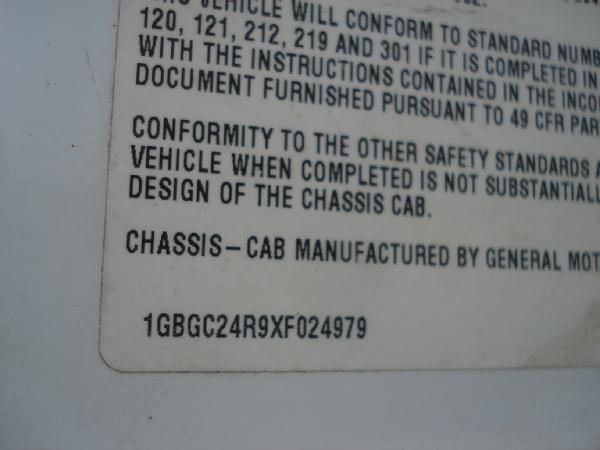 VEHICLE WILL CONFORM TO STANDARD NUMB
120, 121, 212, 219 AND 301 IF IT IS COMPLETED IN
WITH THE INSTRUCTIONS CONTAINED IN THE INCO
DOCUMENT FURNISHED PURSUANT TO 49 CFR PAR
CONFORMITY TO THE OTHER SAFETY STANDARDS A
VEHICLE WHEN COMPLETED IS NOT SUBSTANTIALL
DESIGN OF THE CHASSIS CAB.
CHASSIS-CAB MANUFACTURED BY GENERAL MOT
1GBGC24R9XF024979